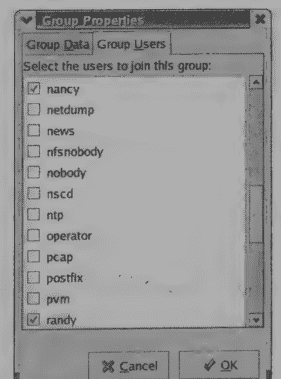 Group Properties
Group Data Group Users
Select the users to join this group:
nancy
netdump
news
nfsnobody
nobody
nscd
ntp
operator
pcap
postfix
pvm
randy
Cancel OK